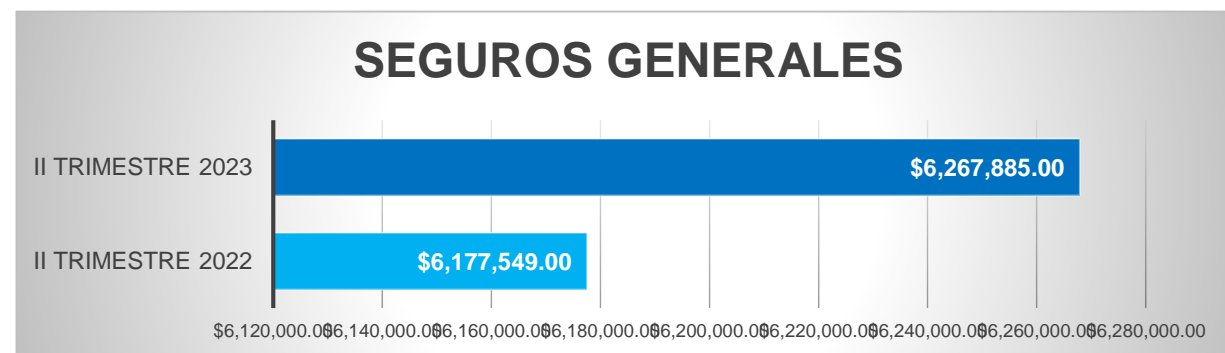 SEGUROS GENERALES
II TRIMESTRE 2023
$6,267,885.00
II TRIMESTRE 2022
$6,177,549.00
$6,120,000.00 $6,140,000.00 $6,160,000.00 $6,180,000.00 $6,200,000.00 $6,220,000.00 $6,240,000.00 $6,260,000.00 $6,280,000.00